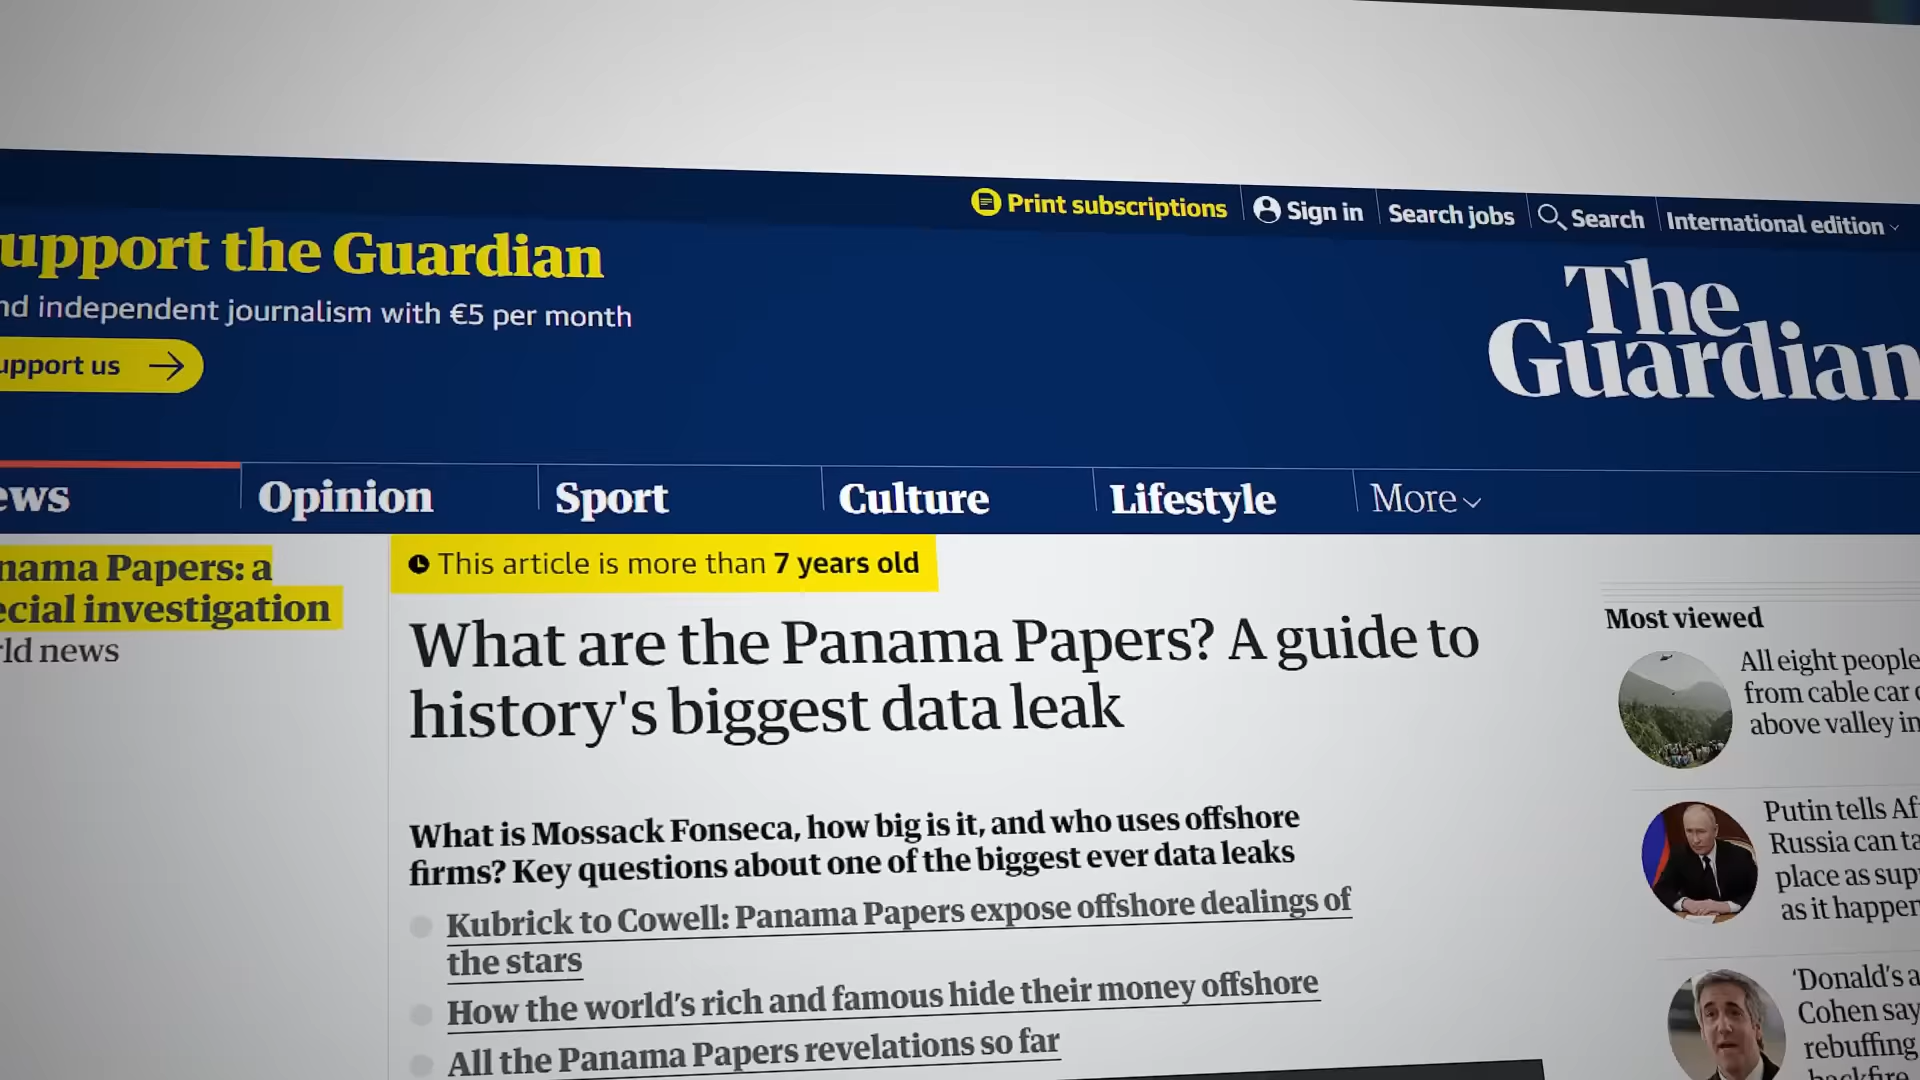 Print subscriptions
Sign in
Search jobs
Search
International edition
upport the Guardian
nd independent journalism with €5 per month
upport us
The
Guardian
ews
Opinion
Sport
Culture
Lifestyle
More
nama Papers: a
ecial investigation
ld news
This article is more than 7 years old
What are the Panama Papers? A guide to
history's biggest data leak
What is Mossack Fonseca, how big is it, and who uses offshore
firms? Key questions about one of the biggest ever data leaks
Kubrick to Cowell: Panama Papers expose offshore dealings of
the stars
How the world's rich and famous hide their money offshore
All the Panama Papers revelations so far
Most viewed
All eight people
from cable car
above valley in
Putin tells Af
Russia can ta
place as sup
as it happen
'Donald's a
Cohen say
rebuffing
backfire